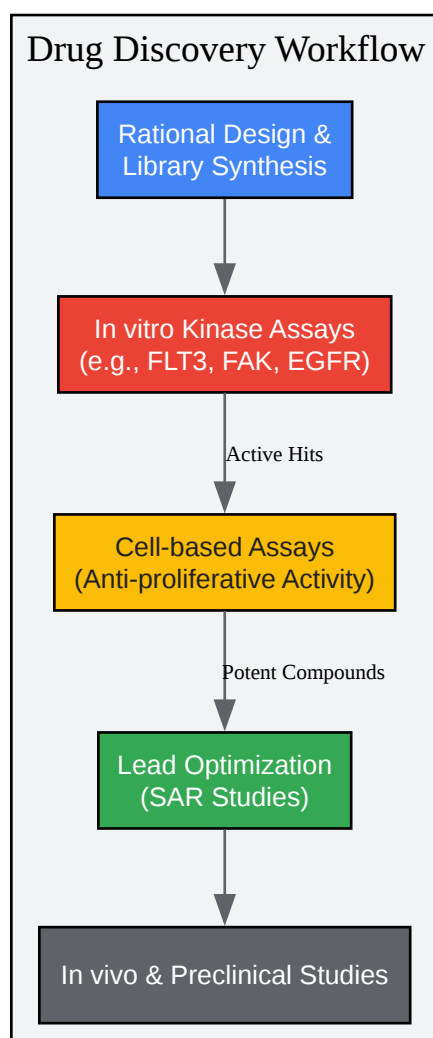 Drug Discovery Workflow
Rational Design &
Library Synthesis
In vitro Kinase Assays
(e.g., FLT3, FAK, EGFR)
Active Hits
Cell-based Assays
(Anti-proliferative Activity)
Potent Compounds
Lead Optimization
(SAR Studies)
In vivo & Preclinical Studies